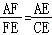 AF/FE = AE/CE